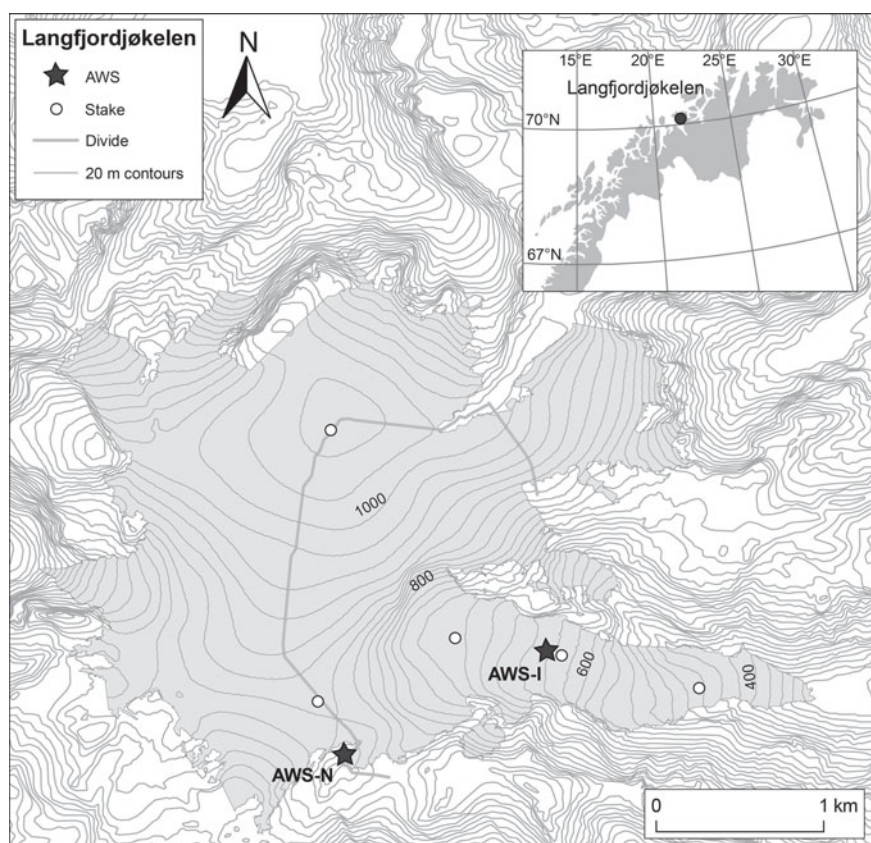 Langfjordjøkelen
AWS
Stake
Divide
20 m contours
N
15°E 20°E 25°E 30°E
Langfjordjøkelen
70°N
67°N
1000
800
AWS-I
600
400
AWS-N
0 1 km